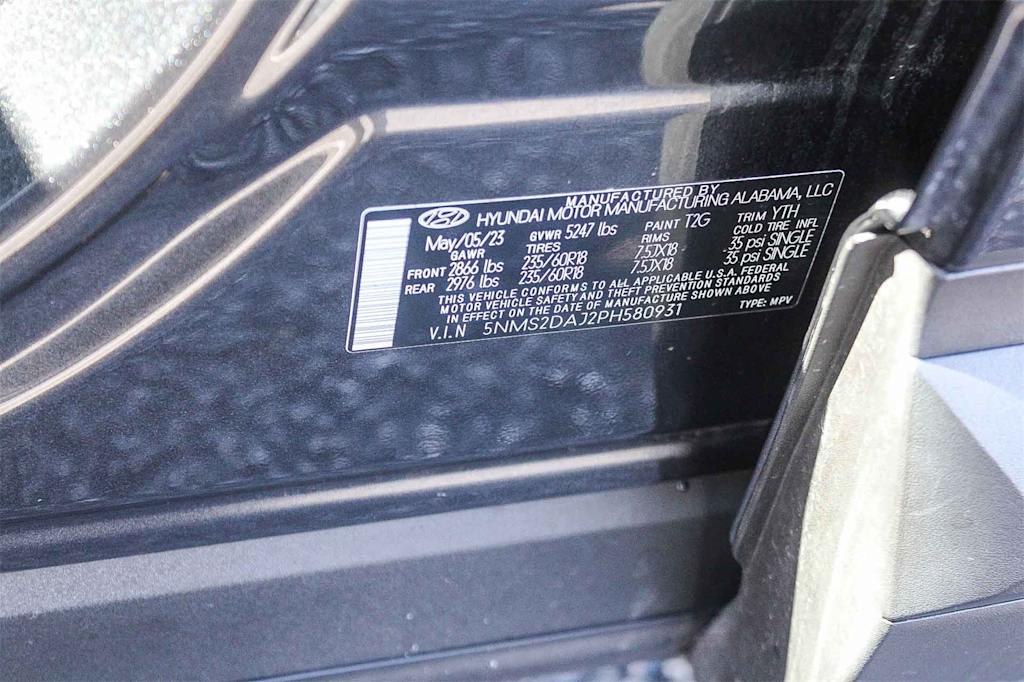 MANUFACTURED BY
HYUNDAI MOTOR MANUFACTURING ALABAMA, LLC
May/05/23 GVWR 5247 lbs PAINT T2G TRIM YTH
GAWR TIRES RIMS COLD TIRE INFL
FRONT 2866 lbs 235/60R18 7.5JX18 35 psi SINGLE
REAR 2976 lbs 235/60R18 7.5JX18 35 psi SINGLE
THIS VEHICLE CONFORMS TO ALL APPLICABLE U.S.A. FEDERAL
MOTOR VEHICLE SAFETY AND THEFT PREVENTION STANDARDS
IN EFFECT ON THE DATE OF MANUFACTURE SHOWN ABOVE
V.I.N 5NMS2DAJ2PH580931 TYPE: MPV